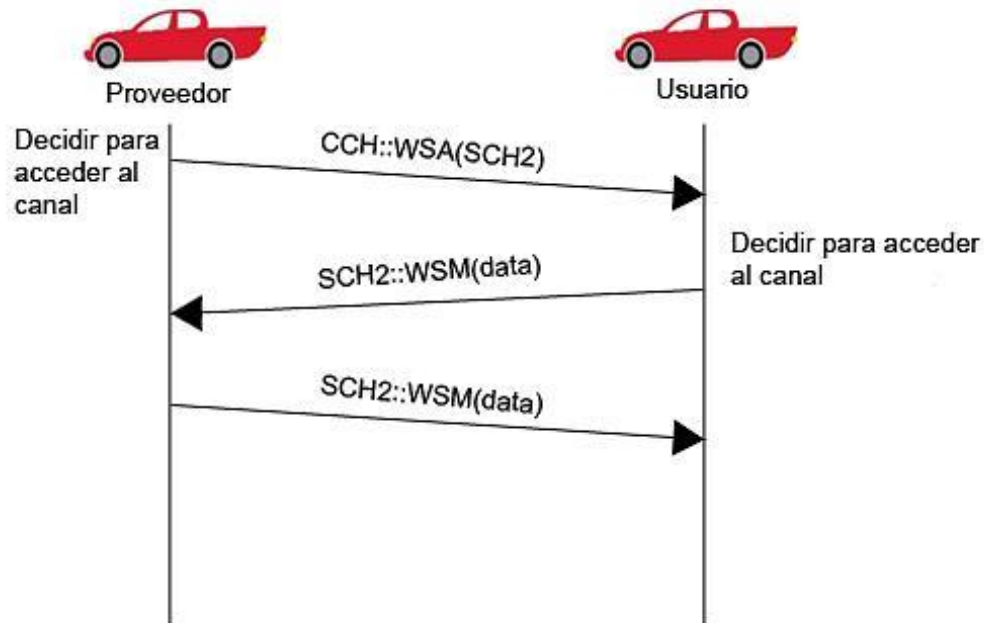 Proveedor
Usuario
Decidir para
acceder al
canal
CCH::WSA(SCH2)
Decidir para acceder
al canal
SCH2::WSM(data)
SCH2::WSM(data)